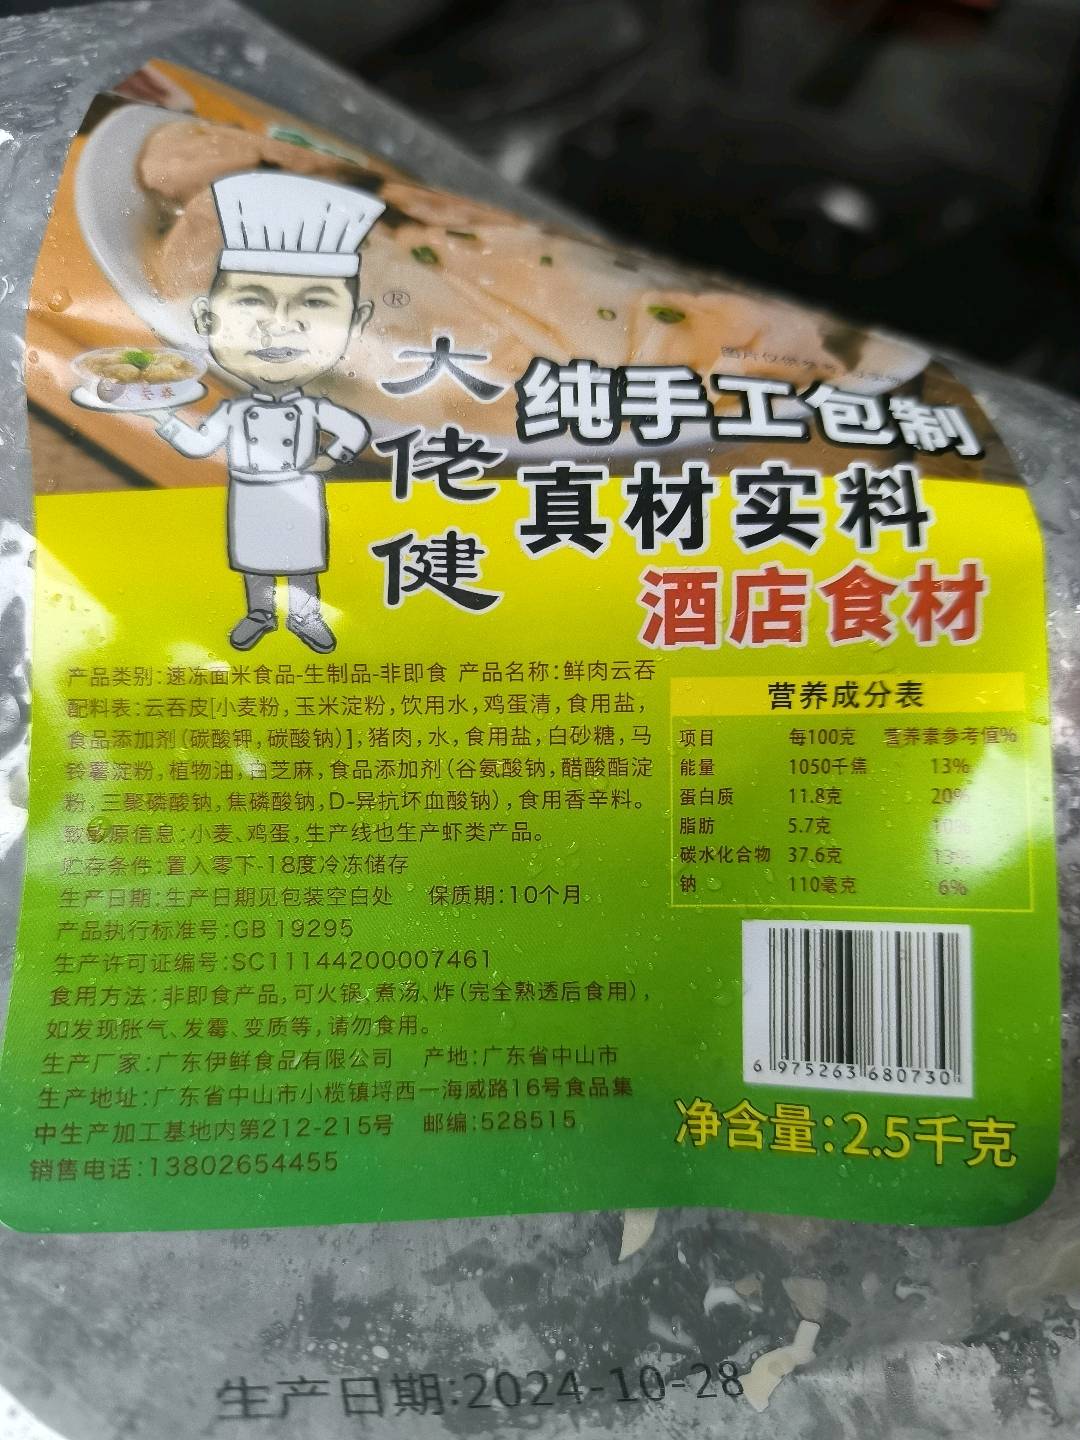 ®
大佬健
纯手工包制
真材实料
酒店食材
产品类别:速冻面米食品-生制品-非即食 产品名称:鲜肉云吞
配料表:云吞皮[小麦粉,玉米淀粉,饮用水,鸡蛋清,食用盐,
食品添加剂(碳酸钾,碳酸钠)],猪肉,水,食用盐,白砂糖,马
铃薯淀粉,植物油,白芝麻,食品添加剂(谷氨酸钠,醋酸酯淀
粉,三聚磷酸钠,焦磷酸钠,D-异抗坏血酸钠),食用香辛料。
致敏原信息:小麦、鸡蛋,生产线也生产虾类产品。
贮存条件:置入零下-18度冷冻储存
生产日期:生产日期见包装空白处 保质期:10个月
产品执行标准号:GB 19295
生产许可证编号:SC11144200007461
食用方法:非即食产品,可火锅、煮汤、炸(完全熟透后食用),
如发现胀气、发霉、变质等,请勿食用。
生产厂家:广东伊鲜食品有限公司 产地:广东省中山市
生产地址:广东省中山市小榄镇埒西一海威路16号食品集
中生产加工基地内第212-215号 邮编:528515
销售电话:13802654455
营养成分表
项目 每100克 营养素参考值%
能量 1050千焦 13%
蛋白质 11.8克 20%
脂肪 5.7克 10%
碳水化合物 37.6克 13%
钠 110毫克 6%
6 975263 680730
净含量:2.5千克
生产日期:2024-10-28